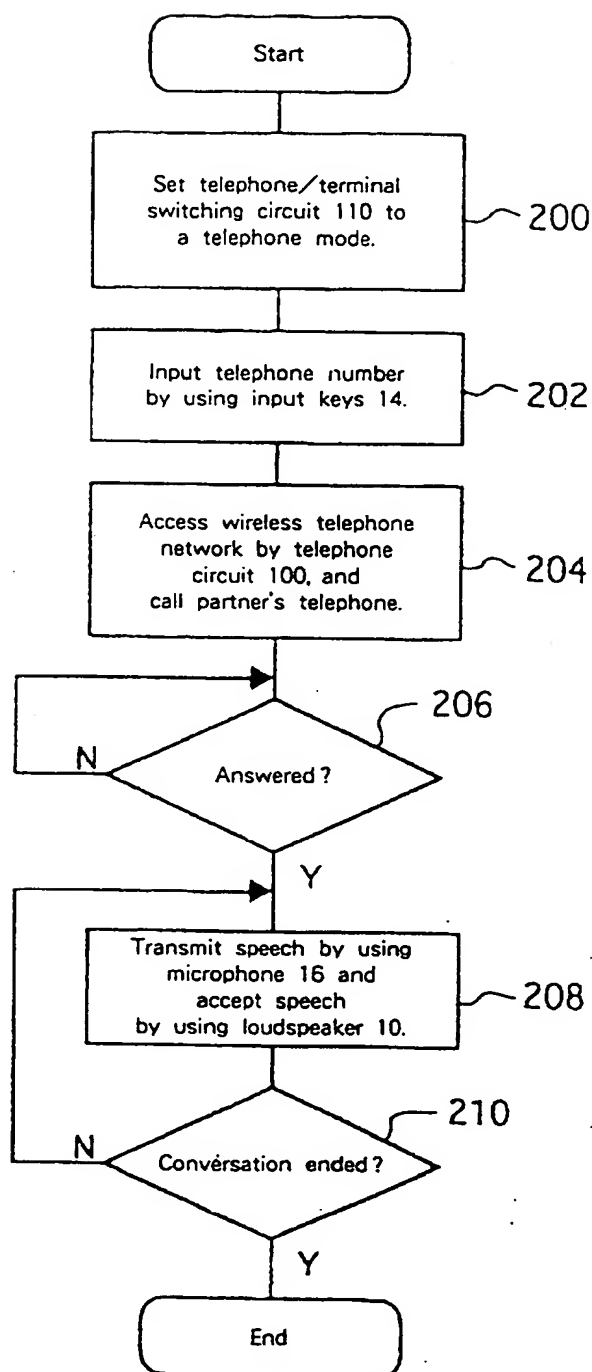 Start
Set telephone/terminal
switching circuit 110 to
a telephone mode.
200
Input telephone number
by using input keys 14.
202
Access wireless telephone
network by telephone
circuit 100, and
call partner's telephone.
204
206
N
Answered?
Y
Transmit speech by using
microphone 16 and
accept speech
by using loudspeaker 10.
208
210
N
Conversation ended?
Y
End